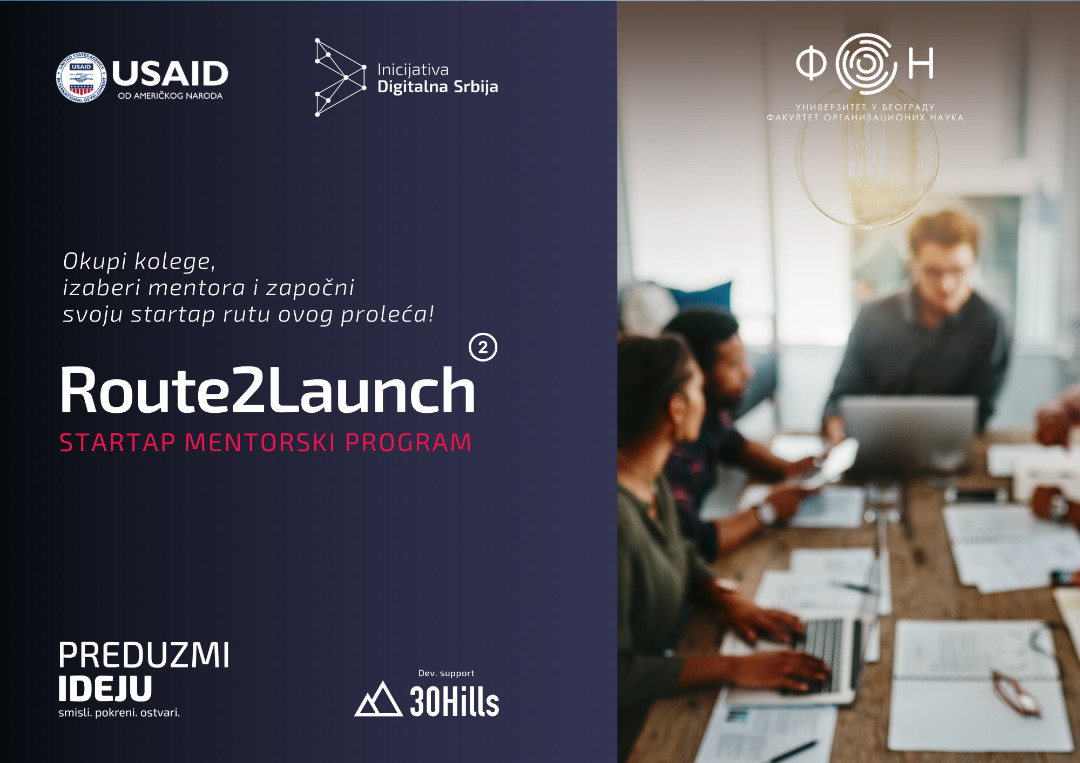 USAID
OD AMERIČKOG NARODA
Inicijativa
Digitalna Srbija
ФОН
УНИВЕРЗИТЕТ У БЕОГРАДУ
ФАКУЛТЕТ ОРГАНИЗАЦИОНИХ НАУКА
Okupi kolege,
izaberi mentora i započni
svoju startap rutu ovog proleća!
2
Route2Launch
STARTAP MENTORSKI PROGRAM
PREDUZMI
IDEJU
smisli. pokreni. ostvari.
Dev. support
30Hills